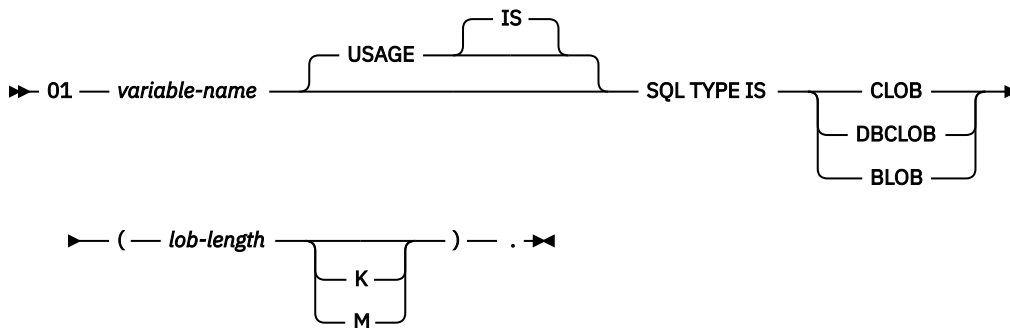 IS
USAGE
01 variable-name SQL TYPE IS CLOB
DBCLOB
BLOB
( lob-length ) .
K
M